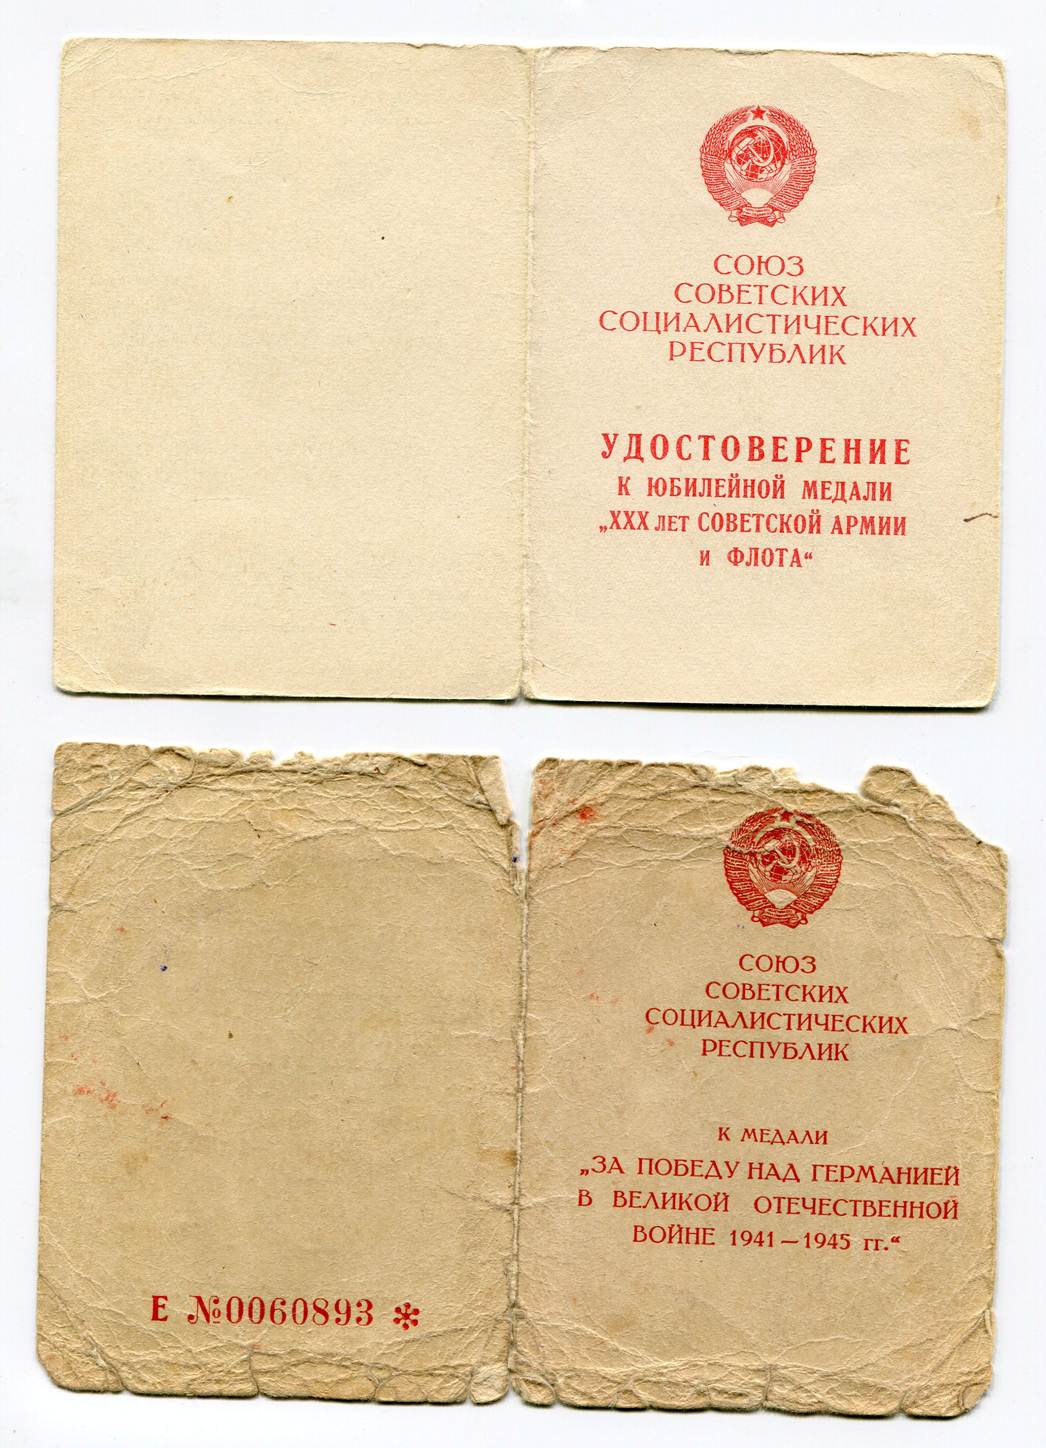 СОЮЗ
СОВЕТСКИХ
СОЦИАЛИСТИЧЕСКИХ
РЕСПУБЛИК
УДОСТОВЕРЕНИЕ
К ЮБИЛЕЙНОЙ МЕДАЛИ
„XXX ЛЕТ СОВЕТСКОЙ АРМИИ
И ФЛОТА“
СОЮЗ
СОВЕТСКИХ
СОЦИАЛИСТИЧЕСКИХ
РЕСПУБЛИК
К МЕДАЛИ
„ЗА ПОБЕДУ НАД ГЕРМАНИЕЙ
В ВЕЛИКОЙ ОТЕЧЕСТВЕННОЙ
ВОЙНЕ 1941—1945 гг.“
Е №0060893 *